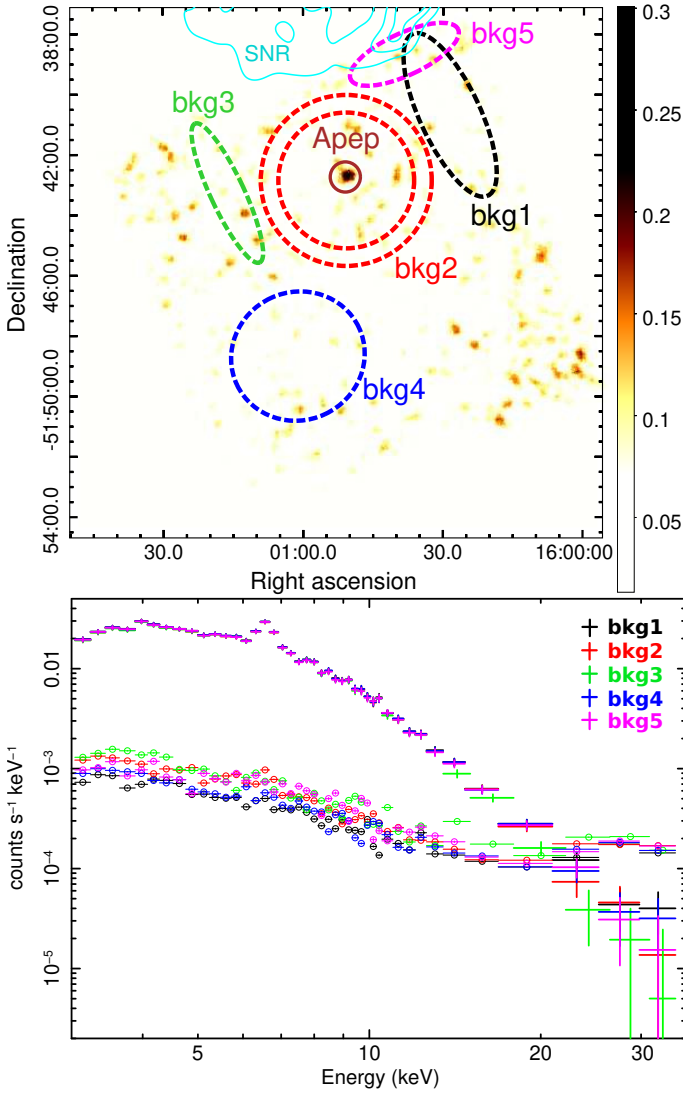 38:00.0
42:00.0
46:00.0
-51:50:00.0
54:00.0
Declination
SNR
bkg5
bkg3
Apep
bkg1
bkg2
bkg4
0.3
0.25
0.2
0.15
0.1
0.05
30.0
01:00.0
30.0
16:00:00
Right ascension
bkg1
bkg2
bkg3
bkg4
bkg5
0.01
10⁻³
10⁻⁴
10⁻⁵
counts s⁻¹ keV⁻¹
5
10
20
30
Energy (keV)